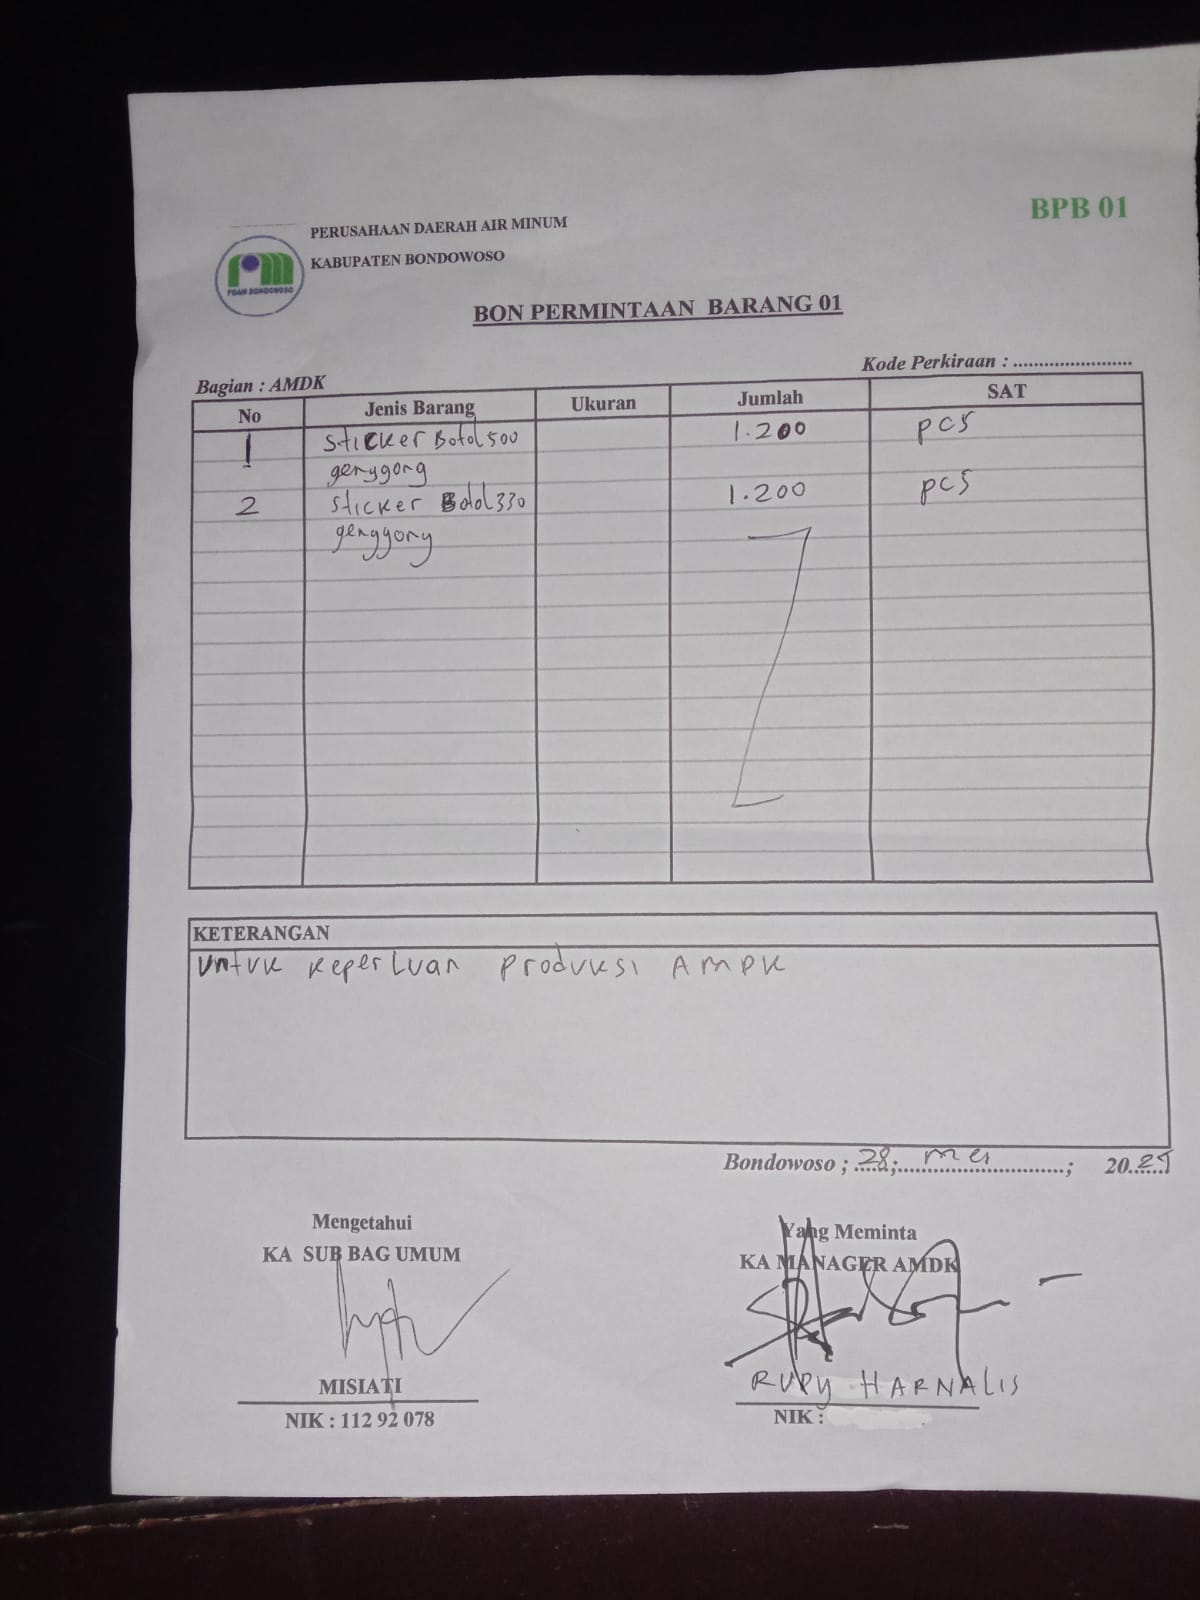 BPB 01
PERUSAHAAN DAERAH AIR MINUM
KABUPATEN BONDOWOSO
PDAM BONDOWOSO
BON PERMINTAAN BARANG 01
Kode Perkiraan : .......................
Bagian : AMDK
No Jenis Barang Ukuran Jumlah SAT
1 Sticker Botol 500 1.200 pcs
genggong
2 Sticker Botol 330 1.200 pcs
genggong
KETERANGAN
Untuk Keperluan Produksi AMDK
Bondowoso ; 28 ; Mei ; 2025
Mengetahui
KA SUB BAG UMUM
MISIATI
NIK : 112 92 078
Yang Meminta
KA MANAGER AMDK
RUDY HARNALIS
NIK :